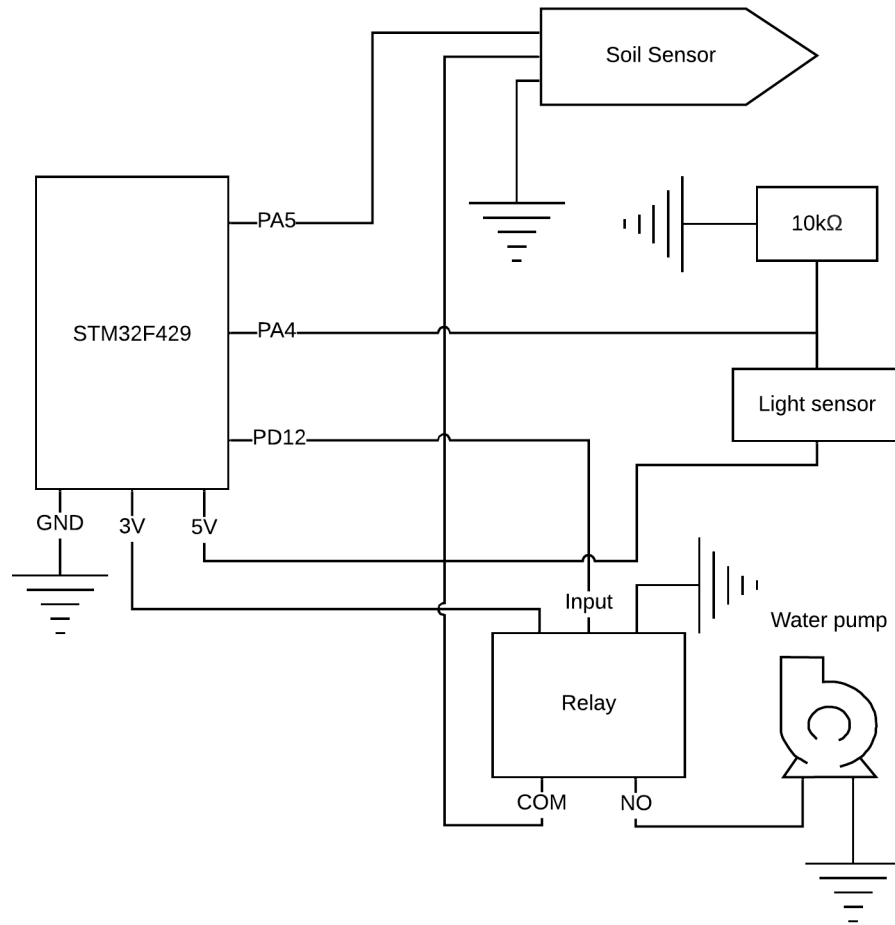 Soil Sensor
PA5
10kΩ
STM32F429
PA4
Light sensor
PD12
GND
3V
5V
Input
Water pump
Relay
COM
NO